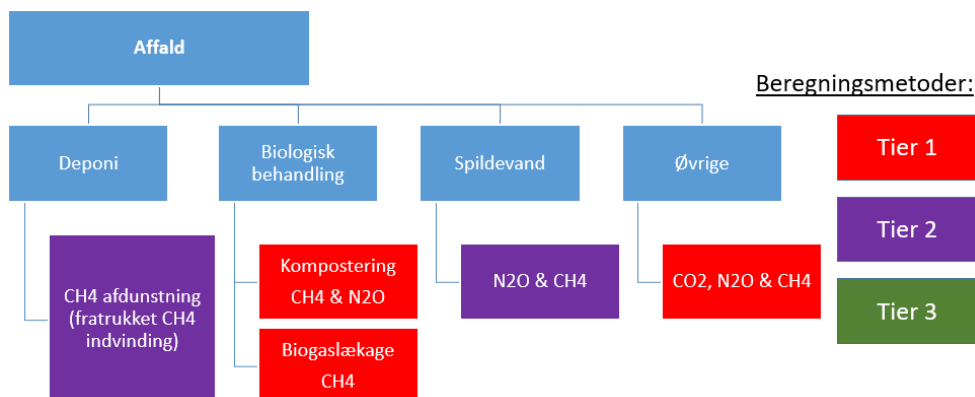 Affald
Beregningsmetoder:
Deponi
Biologisk
behandling
Spildevand
Øvrige
Tier 1
Tier 2
Tier 3
CH4 afdunstning
(fratrukket CH4
indvinding)
Kompostering
CH4 & N2O
Biogaslækage
CH4
N2O & CH4
CO2, N2O & CH4